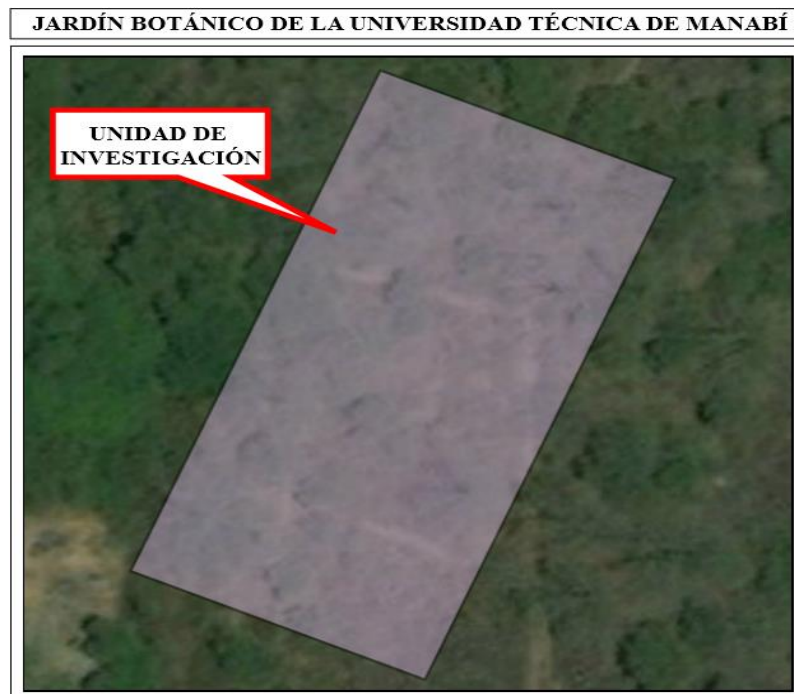 JARDÍN BOTÁNICO DE LA UNIVERSIDAD TÉCNICA DE MANABÍ
UNIDAD DE
INVESTIGACIÓN